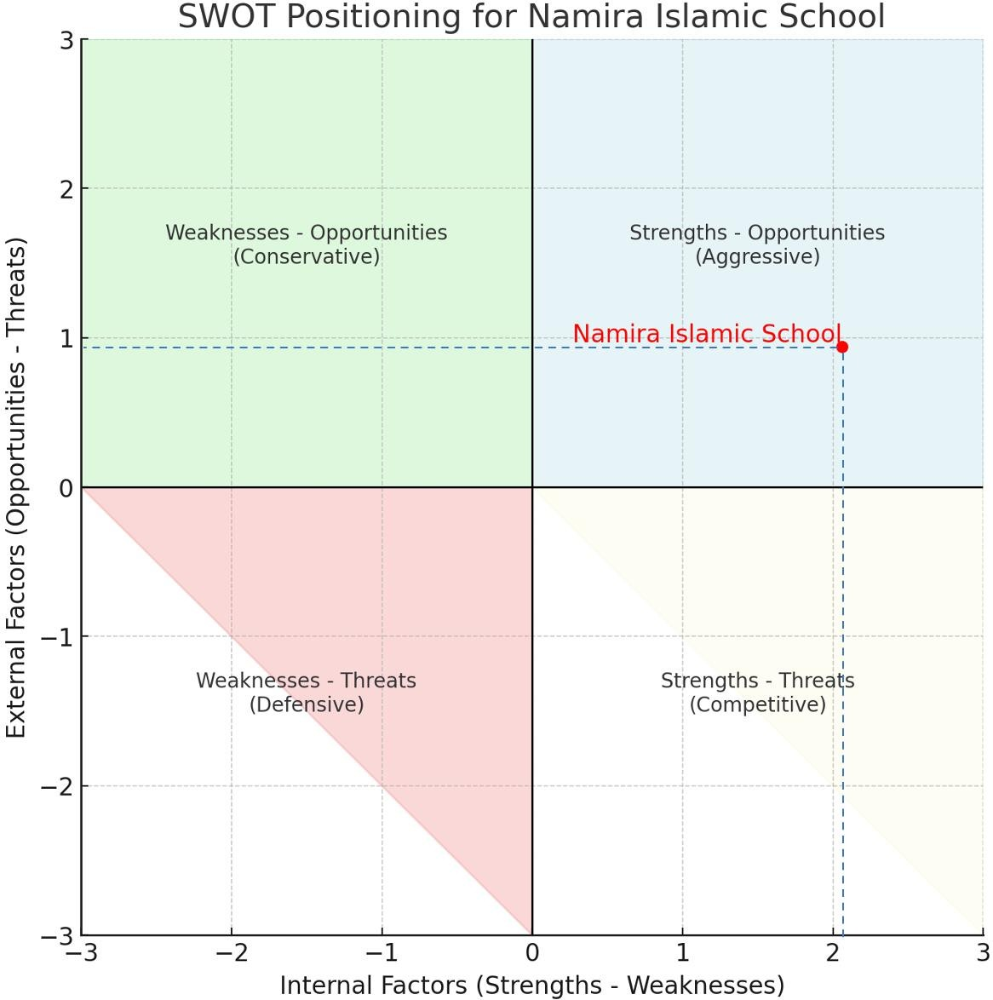 SWOT Positioning for Namira Islamic School
3
2
1
0
−1
−2
−3
External Factors (Opportunities - Threats)
Weaknesses - Opportunities
(Conservative)
Strengths - Opportunities
(Aggressive)
Namira Islamic School
Weaknesses - Threats
(Defensive)
Strengths - Threats
(Competitive)
−3 −2 −1 0 1 2 3
Internal Factors (Strengths - Weaknesses)